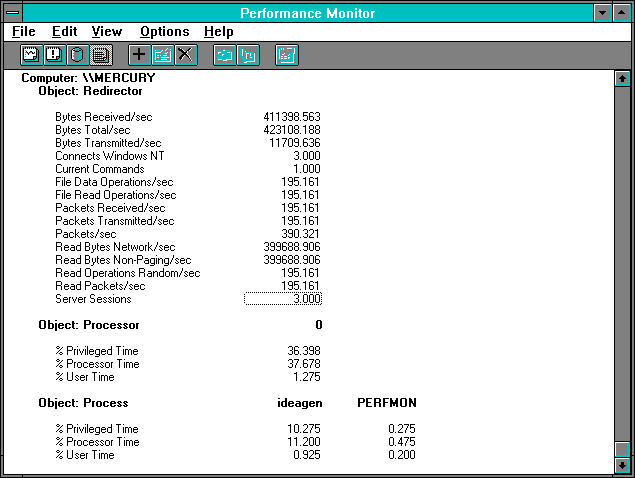 Performance Monitor
File Edit View Options Help
Computer: \\MERCURY
Object: Redirector
Bytes Received/sec 411398.563
Bytes Total/sec 423108.188
Bytes Transmitted/sec 11709.636
Connects Windows NT 3.000
Current Commands 1.000
File Data Operations/sec 195.161
File Read Operations/sec 195.161
Packets Received/sec 195.161
Packets Transmitted/sec 195.161
Packets/sec 390.321
Read Bytes Network/sec 399688.906
Read Bytes Non-Paging/sec 399688.906
Read Operations Random/sec 195.161
Read Packets/sec 195.161
Server Sessions 3.000
Object: Processor 0
% Privileged Time 36.398
% Processor Time 37.678
% User Time 1.275
Object: Process ideagen PERFMON
% Privileged Time 10.275 0.275
% Processor Time 11.200 0.475
% User Time 0.925 0.200